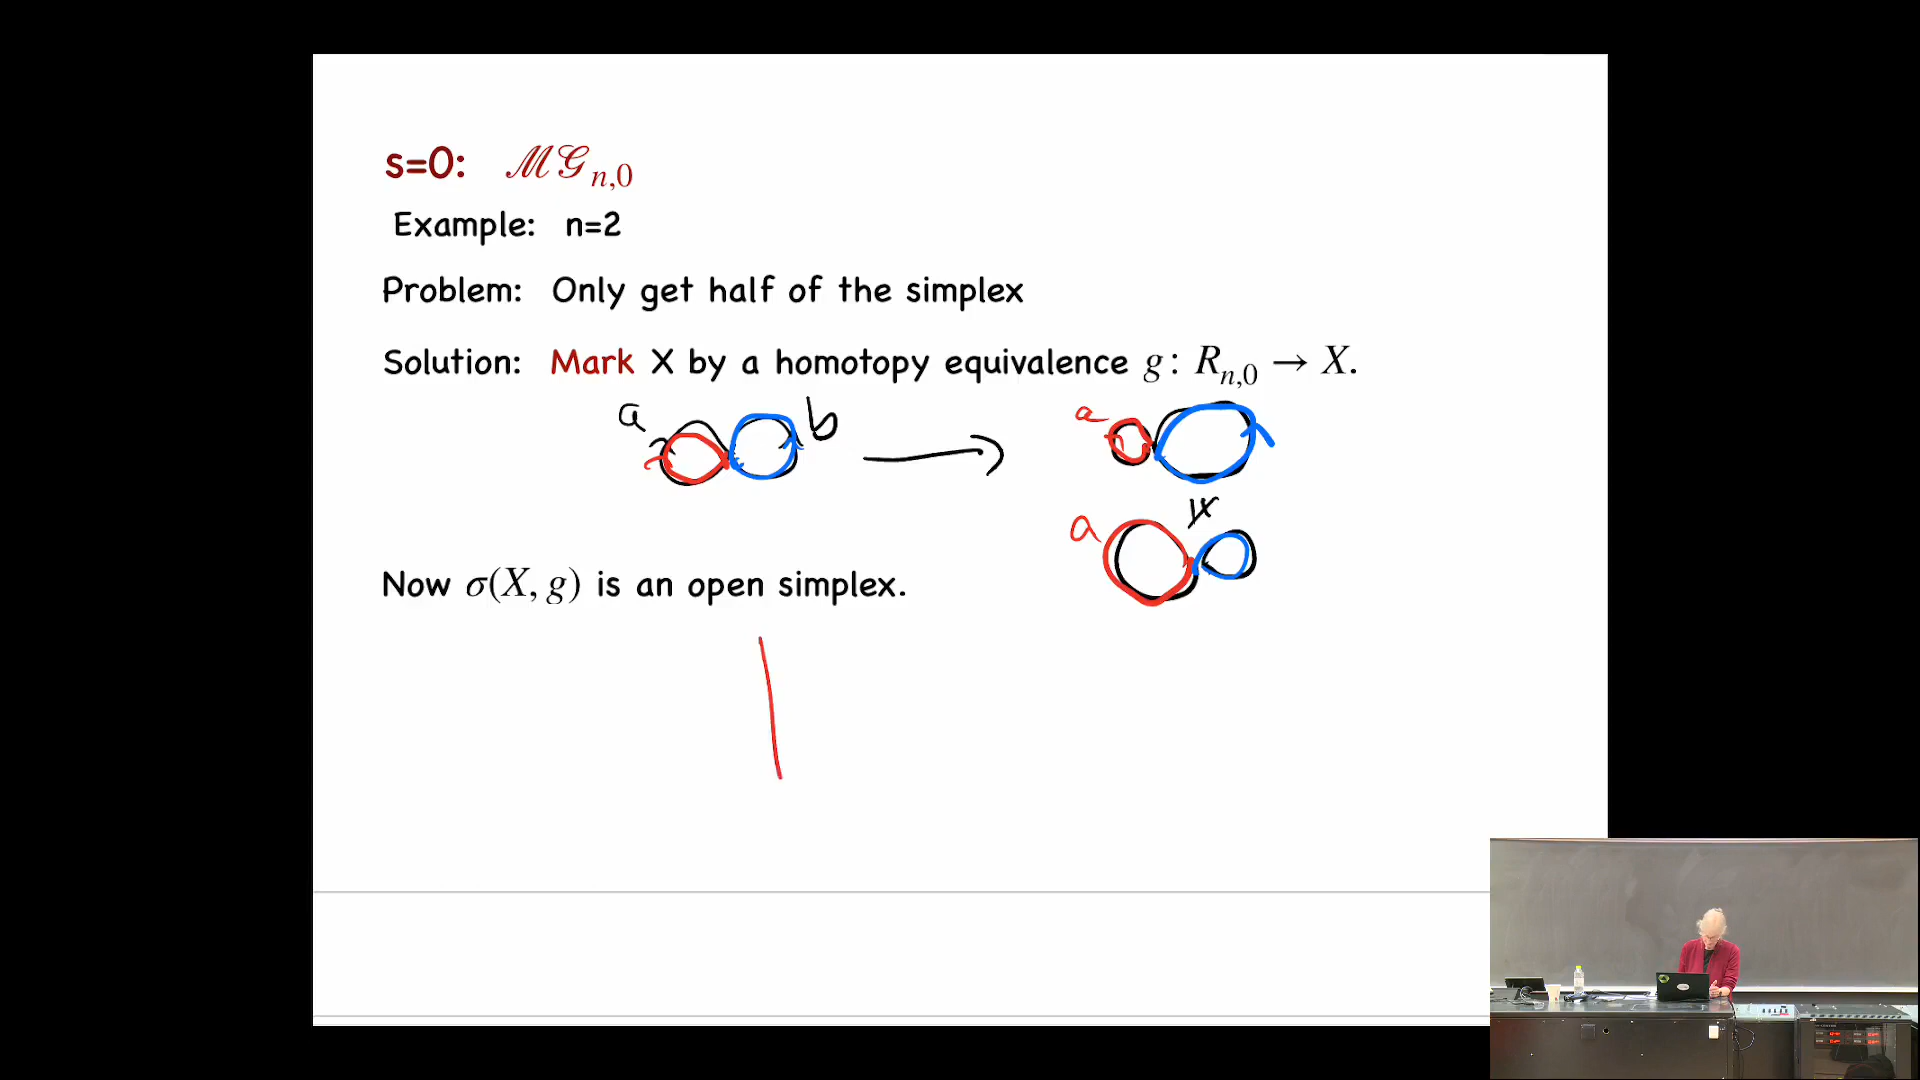 s=0: ℳ𝒢ₙ,₀
Example: n=2
Problem: Only get half of the simplex
Solution: Mark X by a homotopy equivalence g: Rₙ,₀ → X.
a b a
a
Now σ(X, g) is an open simplex.